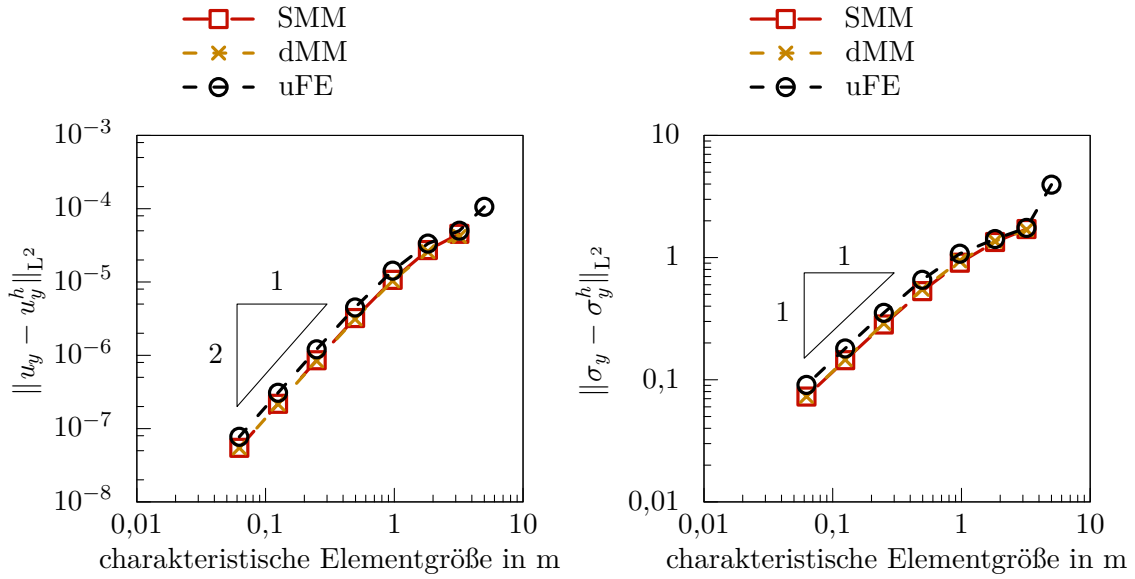 SMM
dMM
uFE
10⁻³
10⁻⁴
10⁻⁵
10⁻⁶
10⁻⁷
10⁻⁸
0,01
0,1
1
10
1
2
‖u_y − u_y^h‖_{L²}
charakteristische Elementgröße in m
SMM
dMM
uFE
10
1
0,1
0,01
0,01
0,1
1
10
1
1
‖σ_y − σ_y^h‖_{L²}
charakteristische Elementgröße in m